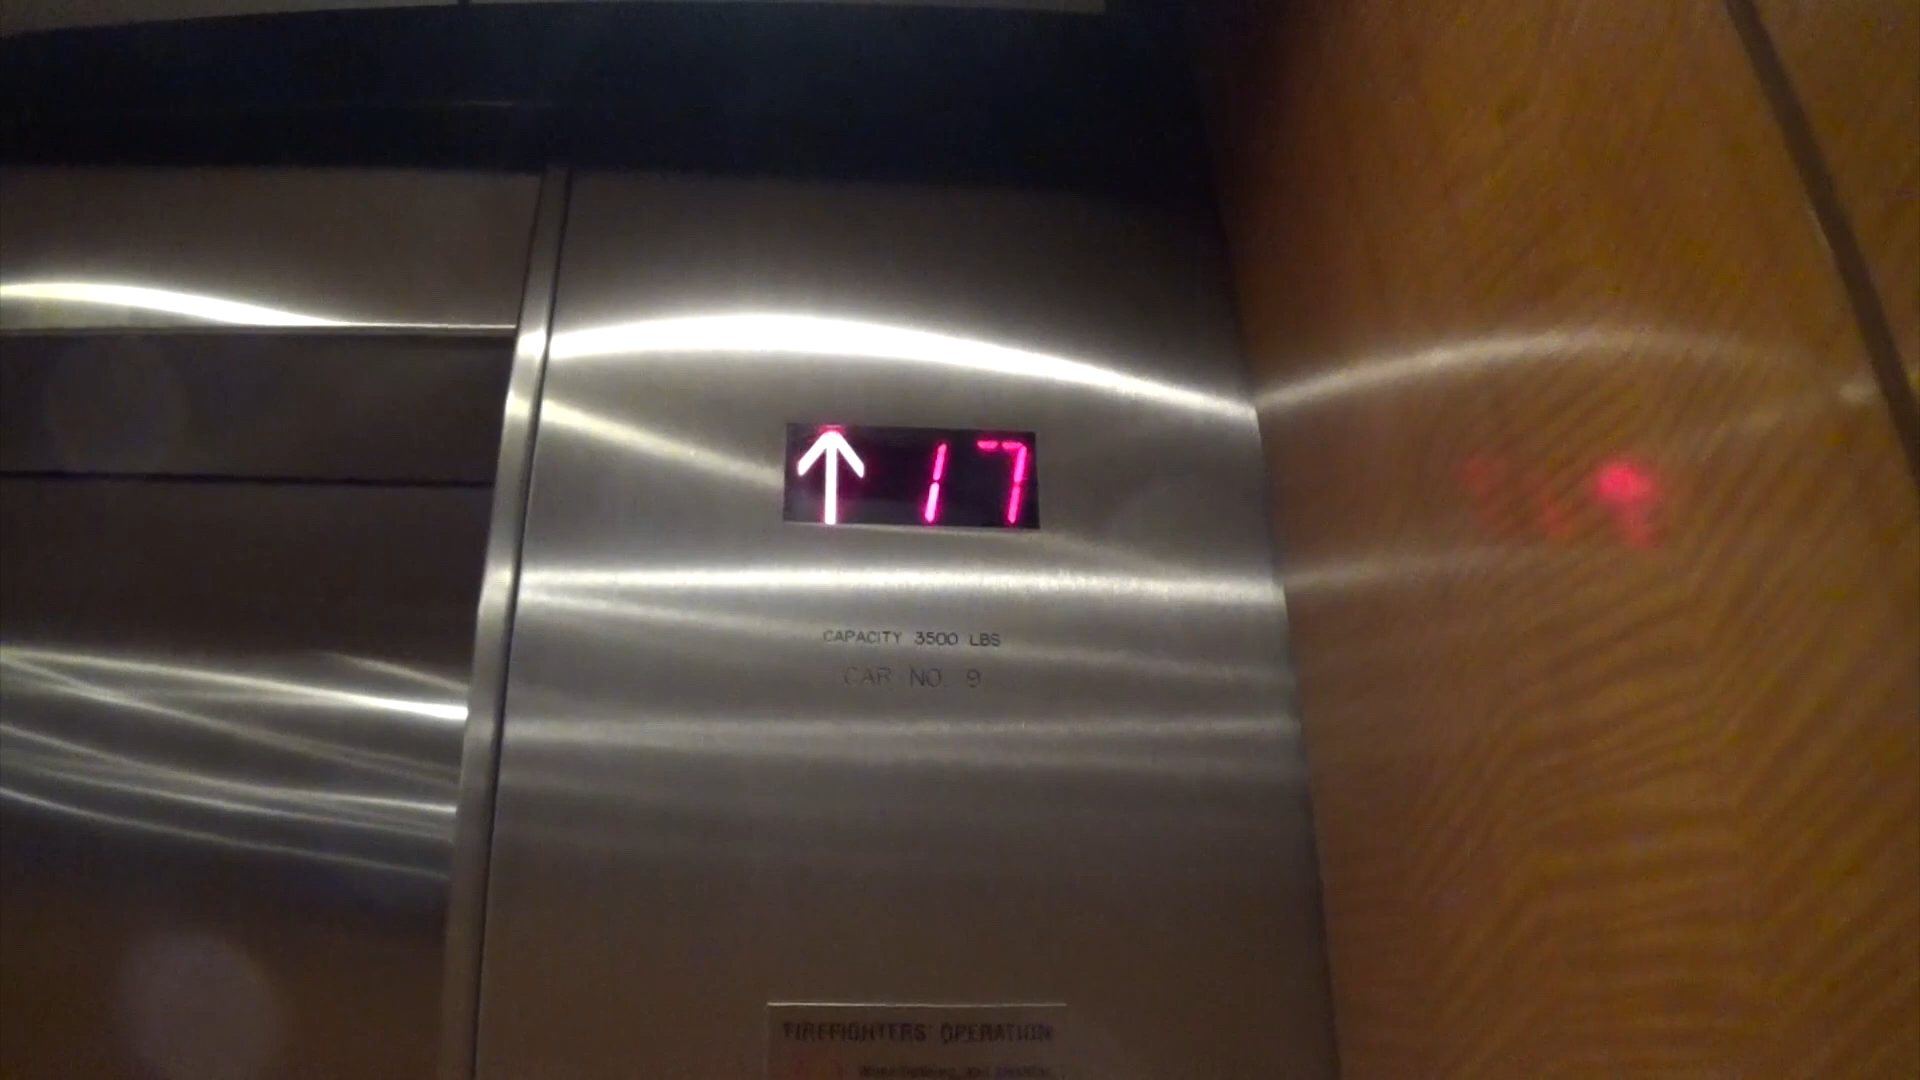 ↑ 17
CAPACITY 3500 LBS
CAR NO. 9
FIREFIGHTERS' OPERATION